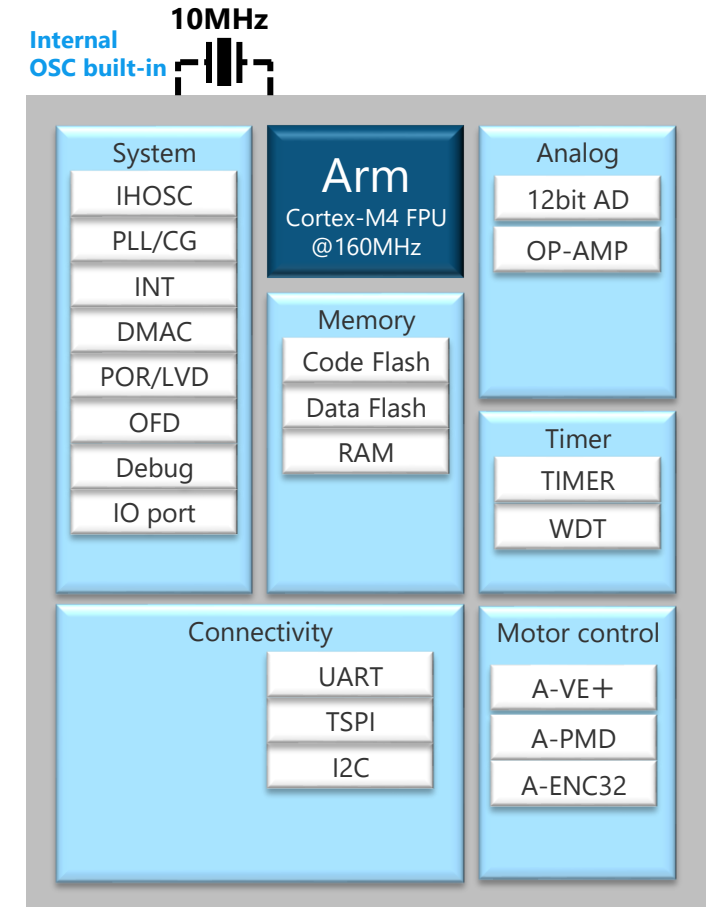 10MHz
Internal
OSC built-in
System
IHOSC
PLL/CG
INT
DMAC
POR/LVD
OFD
Debug
IO port
Arm
Cortex-M4 FPU
@160MHz
Memory
Code Flash
Data Flash
RAM
Analog
12bit AD
OP-AMP
Timer
TIMER
WDT
Connectivity
UART
TSPI
I2C
Motor control
A-VE+
A-PMD
A-ENC32